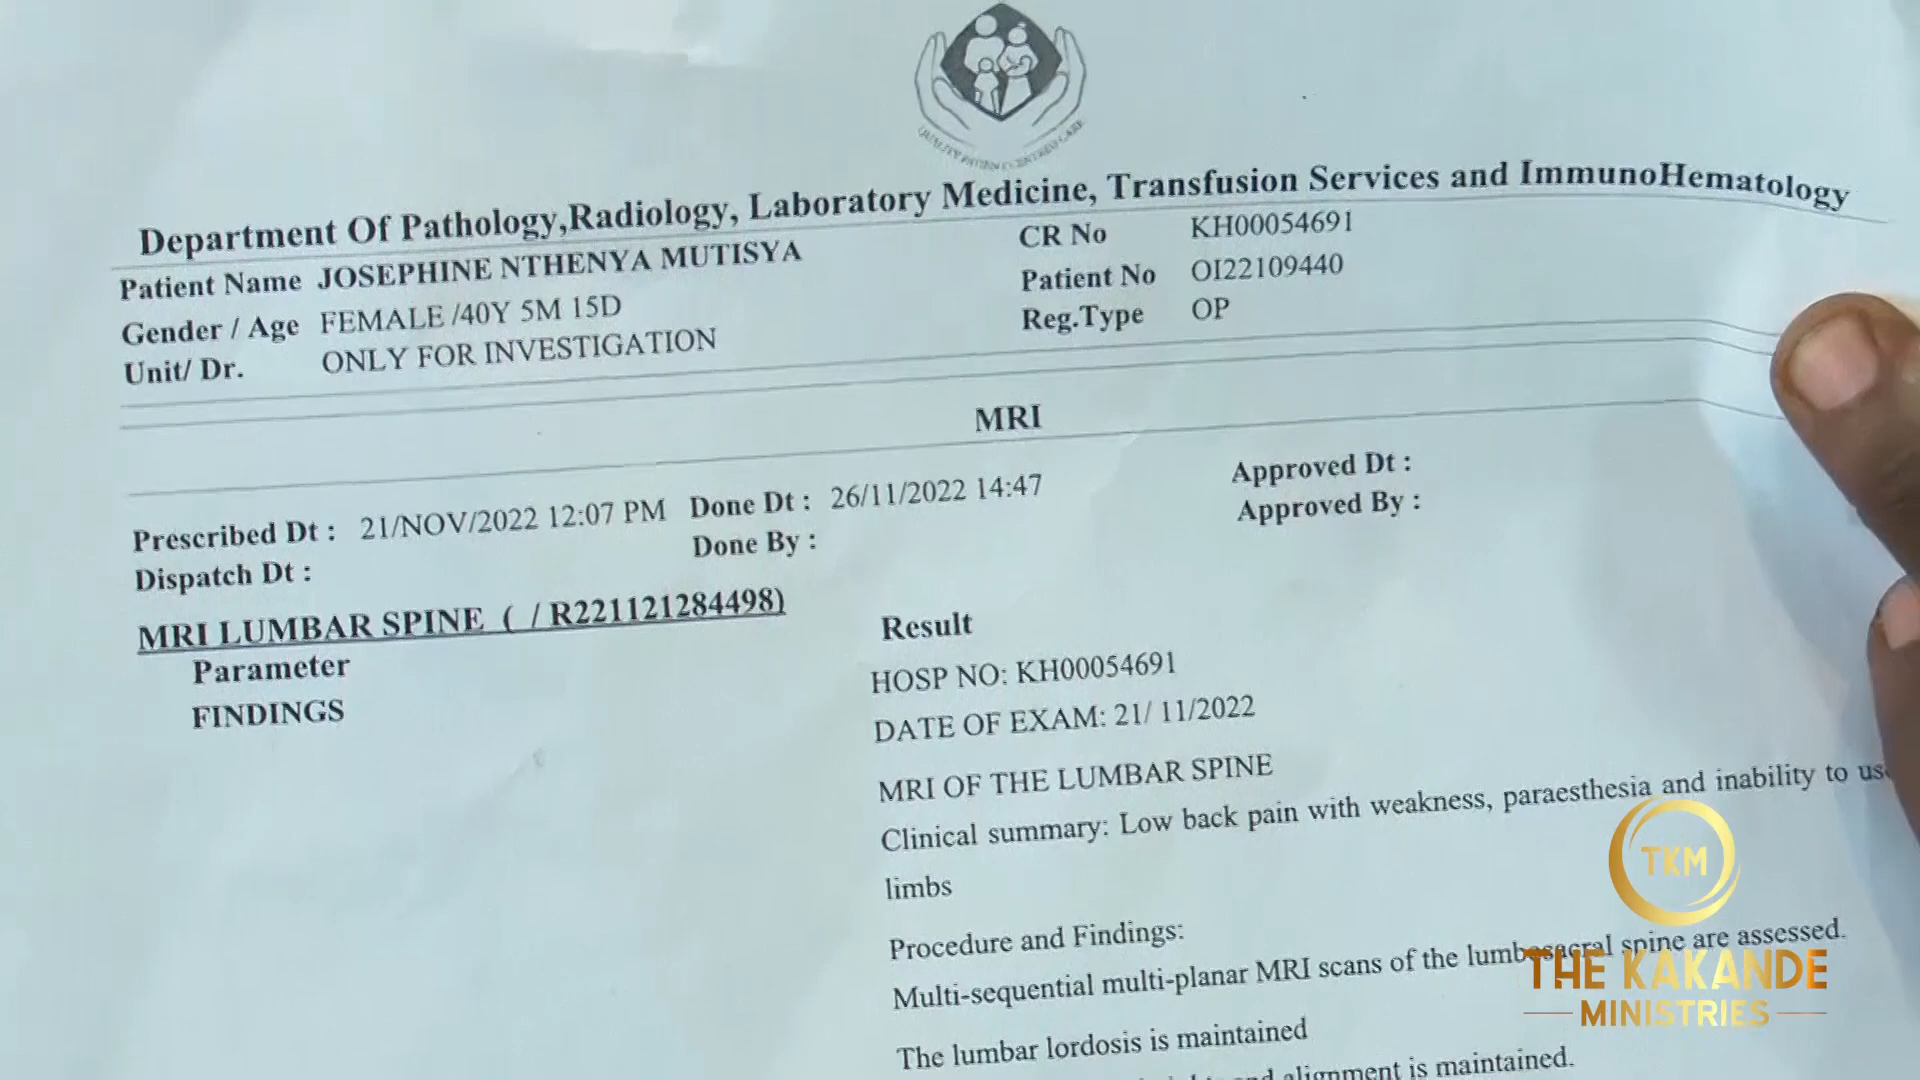 QUALITY PATIENT CENTRED CARE
Department Of Pathology,Radiology, Laboratory Medicine, Transfusion Services and ImmunoHematology
Patient Name JOSEPHINE NTHENYA MUTISYA CR No KH00054691
Gender / Age FEMALE /40Y 5M 15D Patient No OI22109440
Unit/ Dr. ONLY FOR INVESTIGATION Reg.Type OP
MRI
Prescribed Dt : 21/NOV/2022 12:07 PM Done Dt : 26/11/2022 14:47 Approved Dt :
Dispatch Dt : Done By : Approved By :
MRI LUMBAR SPINE ( / R221121284498)
Parameter Result
FINDINGS HOSP NO: KH00054691
DATE OF EXAM: 21/ 11/2022
MRI OF THE LUMBAR SPINE
Clinical summary: Low back pain with weakness, paraesthesia and inability to
limbs
Procedure and Findings:
Multi-sequential multi-planar MRI scans of the lumbosacral spine are assessed.
The lumbar lordosis is maintained
and alignment is maintained.
TKM
THE KAKANDE
MINISTRIES